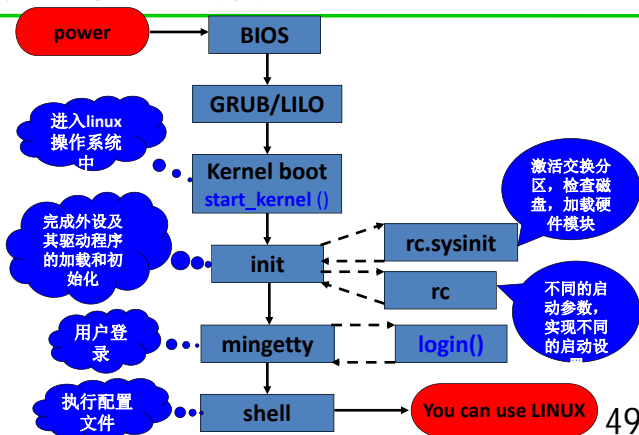 power
BIOS
GRUB/LILO
进入linux
操作系统
中
Kernel boot
start_kernel ()
激活交换分
区，检查磁
盘，加载硬
件模块
完成外设及
其驱动程序
的加载和初
始化
rc.sysinit
init
rc
不同的启
动参数，
实现不同
的启动设
用户登
录
mingetty
login()
执行配置
文件
shell
You can use LINUX
49